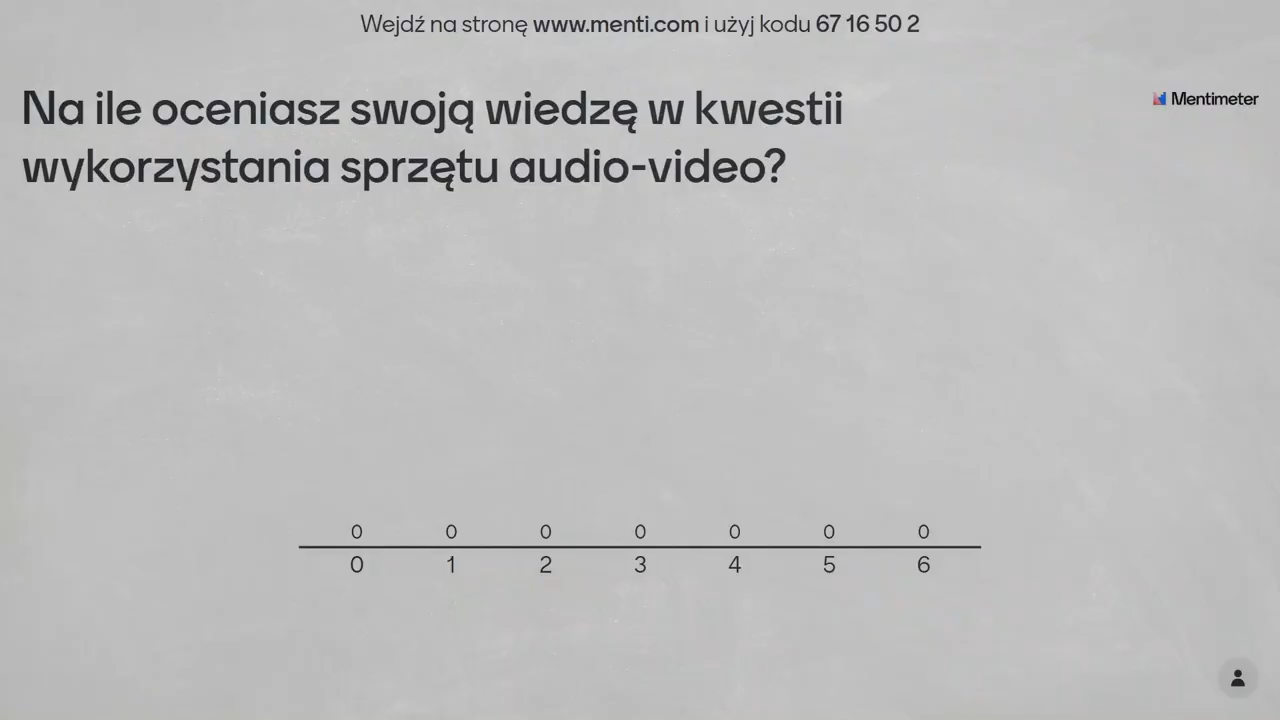 Wejdź na stronę www.menti.com i użyj kodu 67 16 50 2
Na ile oceniasz swoją wiedzę w kwestii
wykorzystania sprzętu audio-video?
Mentimeter
0 0 0 0 0 0 0
0 1 2 3 4 5 6